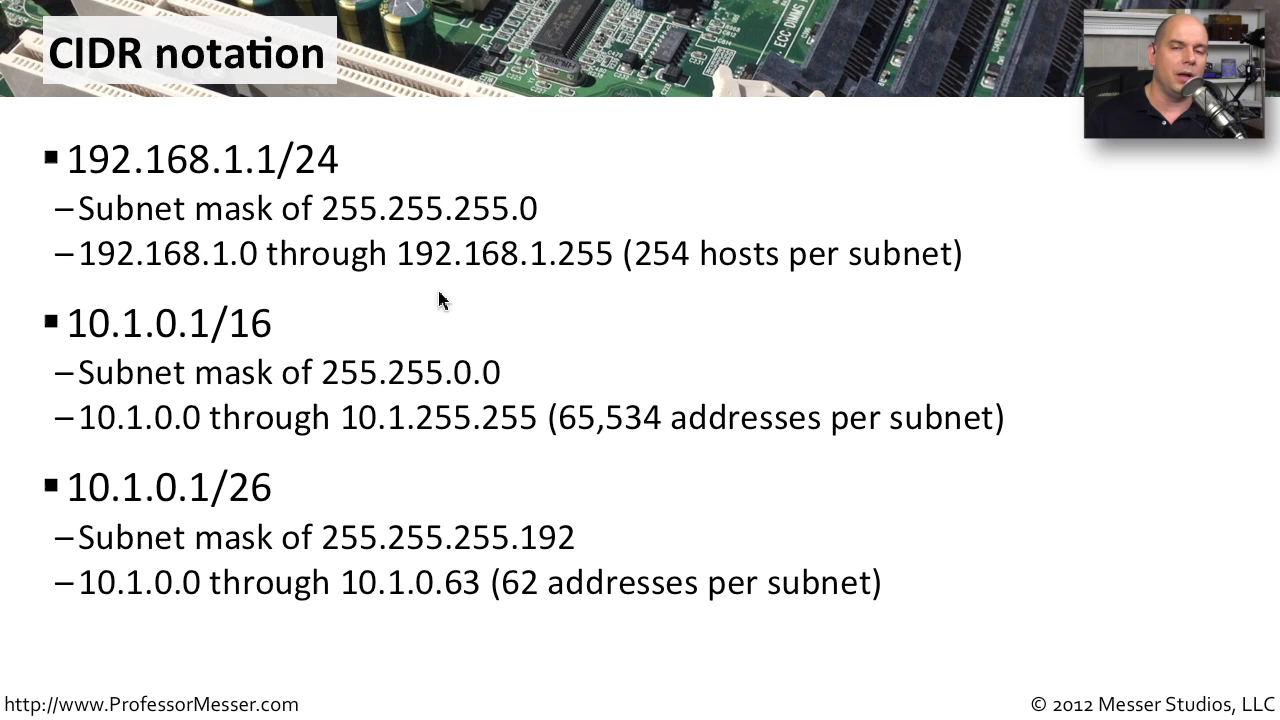 CIDR notation
ECC DIMMS
▪ 192.168.1.1/24
– Subnet mask of 255.255.255.0
– 192.168.1.0 through 192.168.1.255 (254 hosts per subnet)
▪ 10.1.0.1/16
– Subnet mask of 255.255.0.0
– 10.1.0.0 through 10.1.255.255 (65,534 addresses per subnet)
▪ 10.1.0.1/26
– Subnet mask of 255.255.255.192
– 10.1.0.0 through 10.1.0.63 (62 addresses per subnet)
http://www.ProfessorMesser.com
© 2012 Messer Studios, LLC